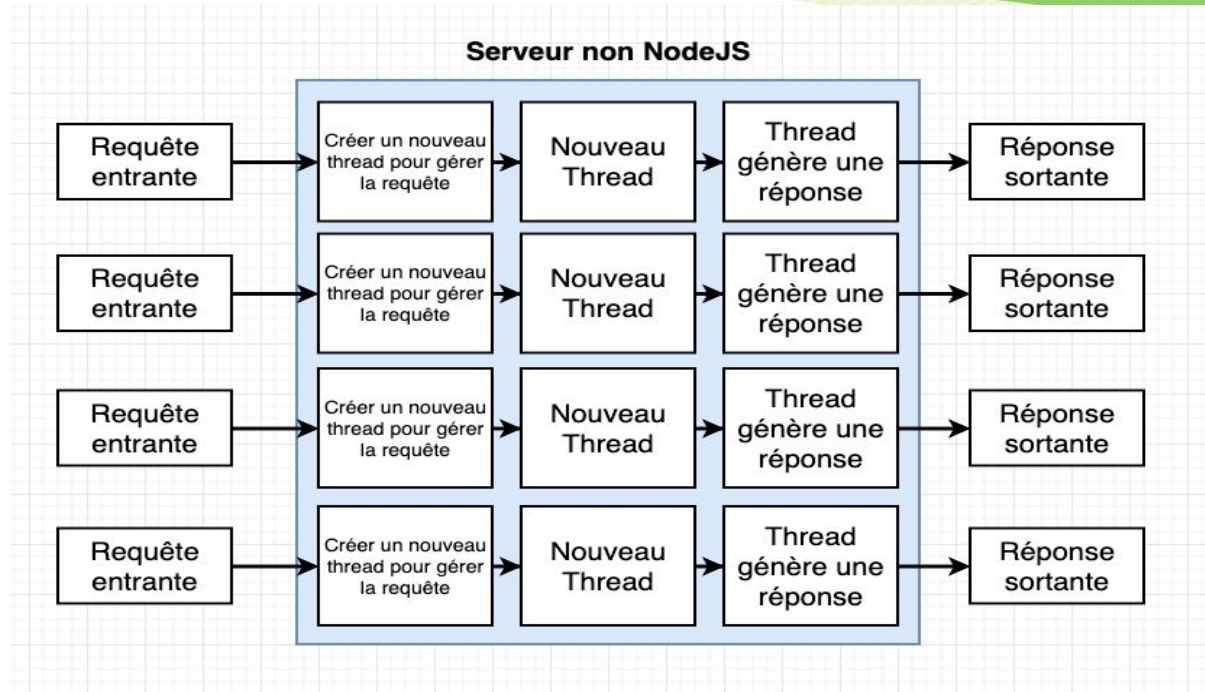 Serveur non NodeJS
Requête
entrante
Créer un nouveau
thread pour gérer
la requête
Nouveau
Thread
Thread
génère une
réponse
Réponse
sortante
Requête
entrante
Créer un nouveau
thread pour gérer
la requête
Nouveau
Thread
Thread
génère une
réponse
Réponse
sortante
Requête
entrante
Créer un nouveau
thread pour gérer
la requête
Nouveau
Thread
Thread
génère une
réponse
Réponse
sortante
Requête
entrante
Créer un nouveau
thread pour gérer
la requête
Nouveau
Thread
Thread
génère une
réponse
Réponse
sortante